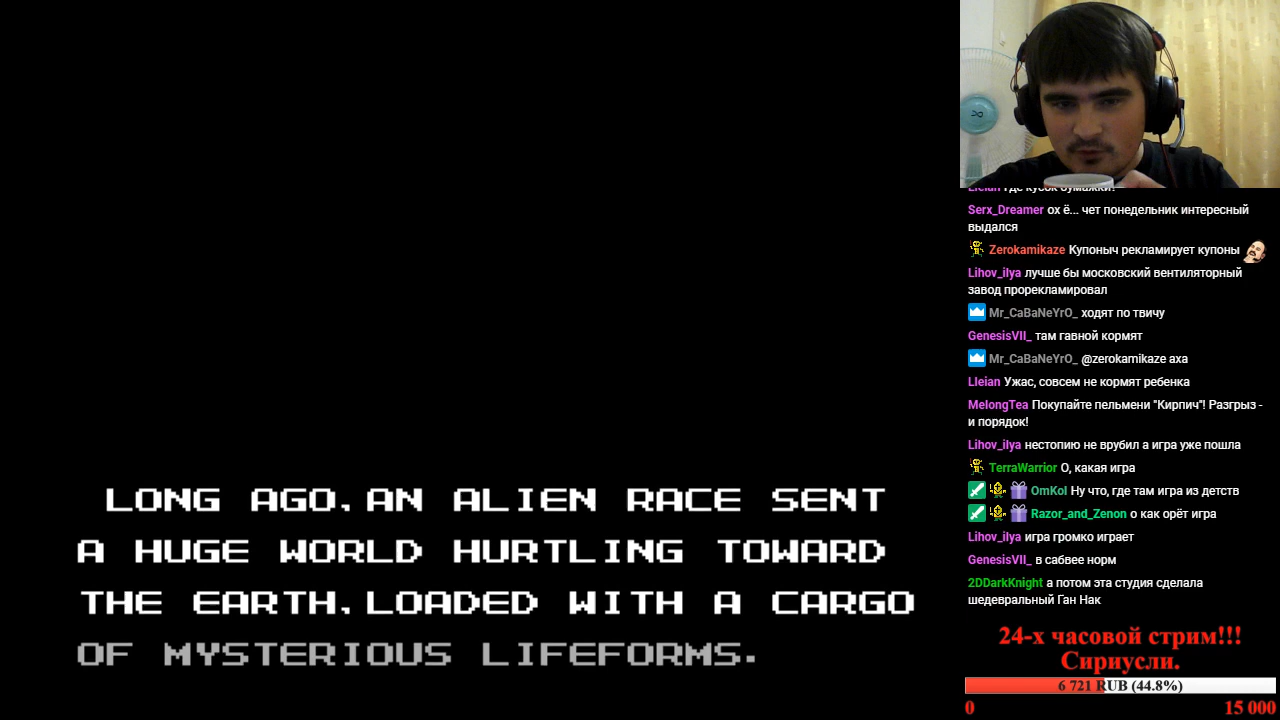 LONG AGO, AN ALIEN RACE SENT
A HUGE WORLD HURTLING TOWARD
THE EARTH, LOADED WITH A CARGO
OF MYSTERIOUS LIFEFORMS.
Lleian Где кусок бумажки?
Serx_Dreamer ох ё... чет понедельник интересный
выдался
Zerokamikaze Купоныч рекламирует купоны
Lihov_ilya лучше бы московский вентиляторный
завод прорекламировал
Mr_CaBaNeYrO_ ходят по твичу
GenesisVII_ там гавной кормят
Mr_CaBaNeYrO_ @zerokamikaze аха
Lleian Ужас, совсем не кормят ребенка
MelongTea Покупайте пельмени "Кирпич"! Разгрыз -
и порядок!
Lihov_ilya нестопию не врубил а игра уже пошла
TerraWarrior О, какая игра
OmKol Ну что, где там игра из детств
Razor_and_Zenon о как орёт игра
Lihov_ilya игра громко играет
GenesisVII_ в сабвее норм
2DDarkKnight а потом эта студия сделала
шедевральный Ган Нак
24-х часовой стрим!!!
Сириусли.
6 721 RUB (44.8%)
0 15 000